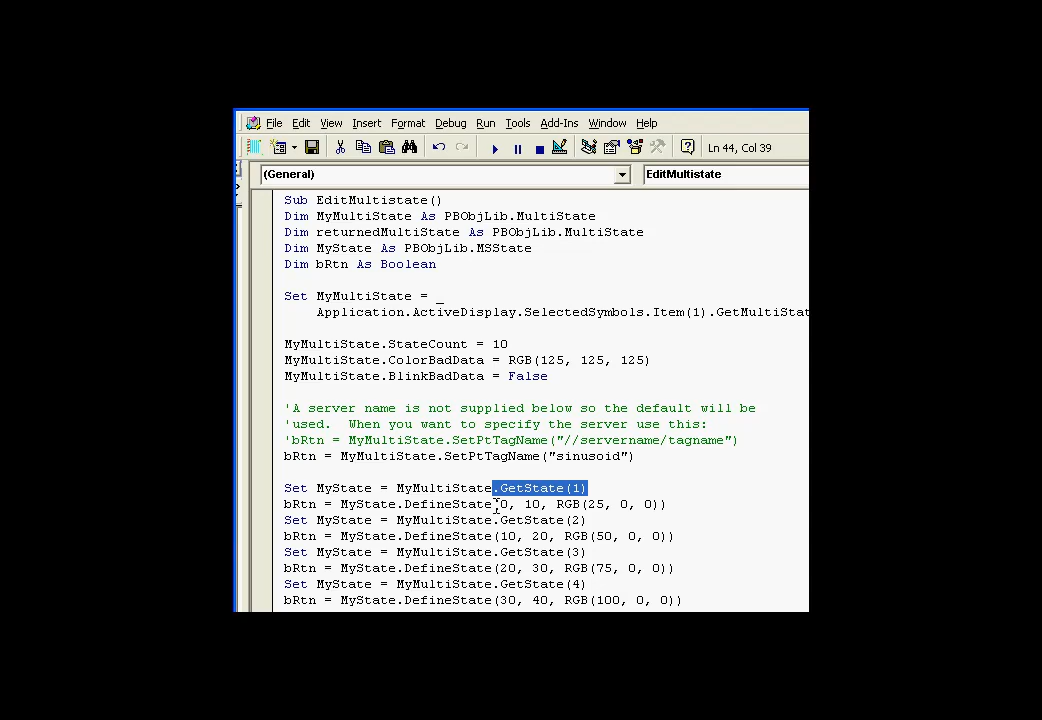 File Edit View Insert Format Debug Run Tools Add-Ins Window Help
Ln 44, Col 39
(General) EditMultistate
Sub EditMultistate()
Dim MyMultiState As PBObjLib.MultiState
Dim returnedMultiState As PBObjLib.MultiState
Dim MyState As PBObjLib.MSState
Dim bRtn As Boolean
Set MyMultiState = _
Application.ActiveDisplay.SelectedSymbols.Item(1).GetMultiStat
MyMultiState.StateCount = 10
MyMultiState.ColorBadData = RGB(125, 125, 125)
MyMultiState.BlinkBadData = False
'A server name is not supplied below so the default will be
'used.  When you want to specify the server use this:
'bRtn = MyMultiState.SetPtTagName("//servername/tagname")
bRtn = MyMultiState.SetPtTagName("sinusoid")
Set MyState = MyMultiState.GetState(1)
bRtn = MyState.DefineState(0, 10, RGB(25, 0, 0))
Set MyState = MyMultiState.GetState(2)
bRtn = MyState.DefineState(10, 20, RGB(50, 0, 0))
Set MyState = MyMultiState.GetState(3)
bRtn = MyState.DefineState(20, 30, RGB(75, 0, 0))
Set MyState = MyMultiState.GetState(4)
bRtn = MyState.DefineState(30, 40, RGB(100, 0, 0))